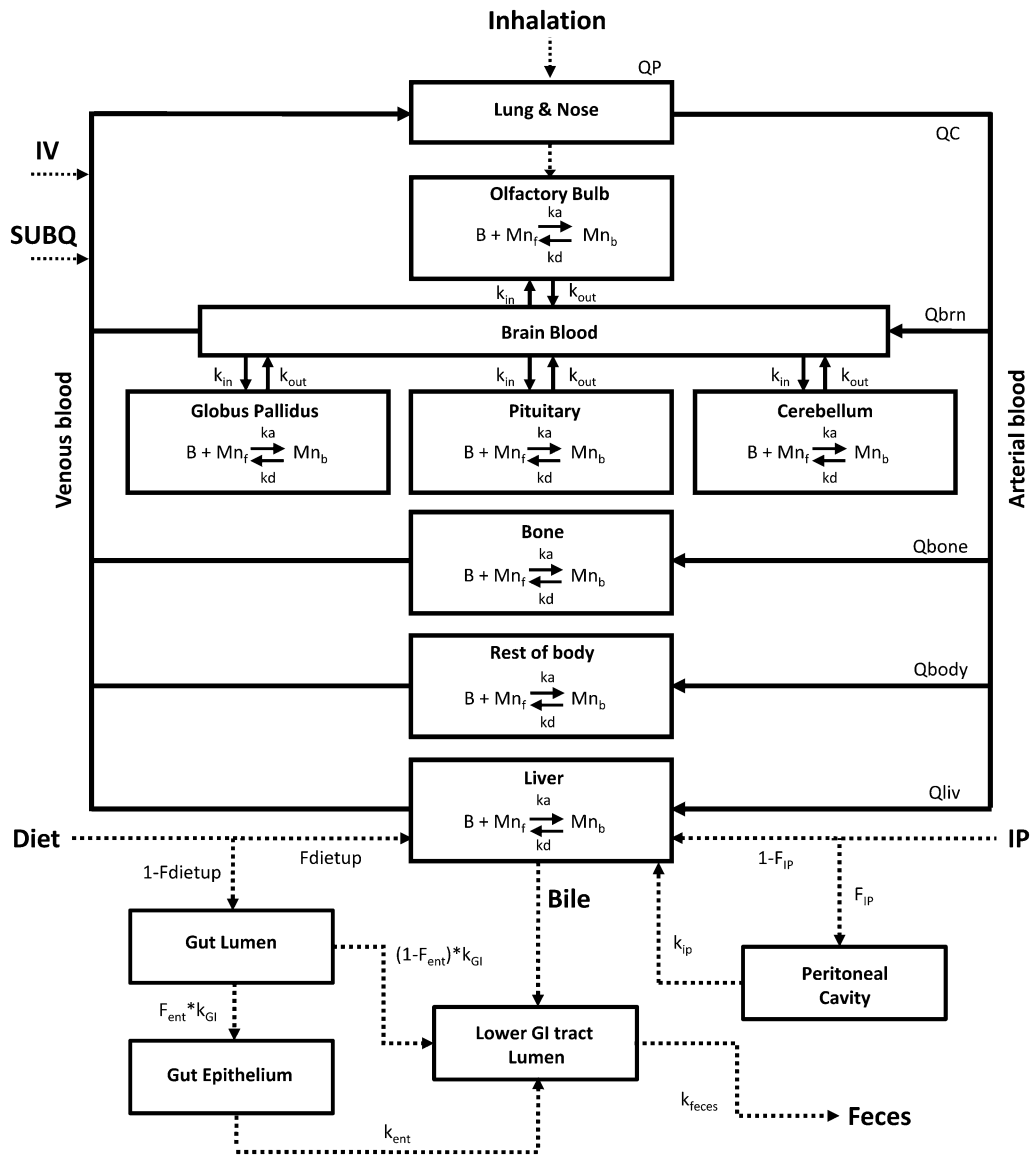 Inhalation
QP
Lung & Nose
QC
IV
SUBQ
Olfactory Bulb
ka
B + Mnf Mnb
kd
kin
kout
Qbrn
Brain Blood
kin
kout
kin
kout
kin
kout
Venous blood
Arterial blood
Globus Pallidus
ka
B + Mnf Mnb
kd
Pituitary
ka
B + Mnf Mnb
kd
Cerebellum
ka
B + Mnf Mnb
kd
Bone
ka
B + Mnf Mnb
kd
Qbone
Rest of body
ka
B + Mnf Mnb
kd
Qbody
Liver
ka
B + Mnf Mnb
kd
Qliv
Diet
Fdietup
1-Fdietup
IP
1-FIP
FIP
Bile
Gut Lumen
(1-Fent)*kGI
kip
Peritoneal
Cavity
Fent*kGI
Lower GI tract
Lumen
Gut Epithelium
kent
kfeces
Feces